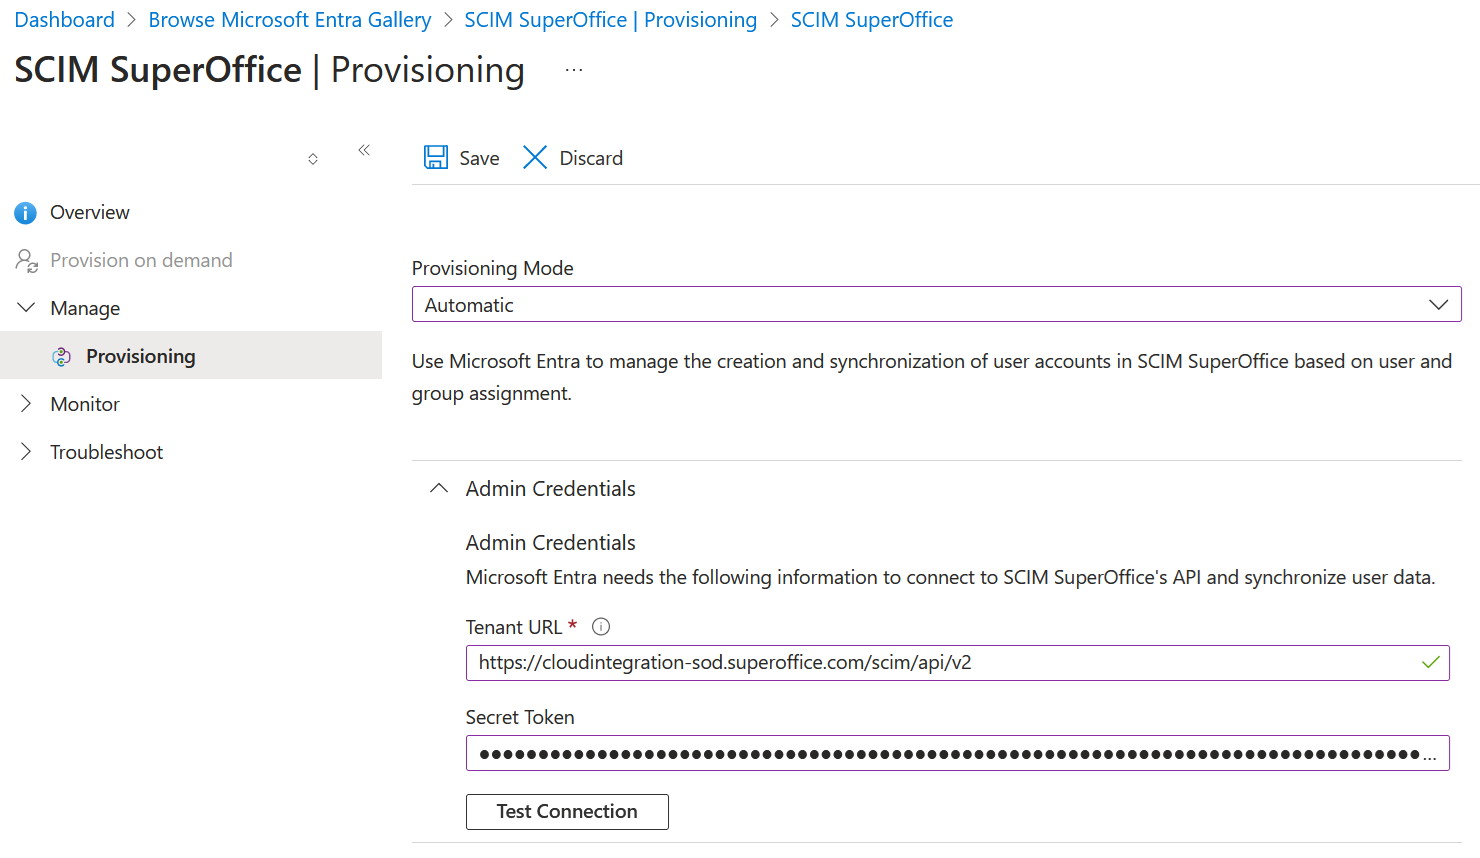 Dashboard > Browse Microsoft Entra Gallery > SCIM SuperOffice | Provisioning > SCIM SuperOffice
SCIM SuperOffice | Provisioning ...
Save Discard
Overview
Provision on demand
Manage
Provisioning
Monitor
Troubleshoot
Provisioning Mode
Automatic
Use Microsoft Entra to manage the creation and synchronization of user accounts in SCIM SuperOffice based on user and
group assignment.
Admin Credentials
Admin Credentials
Microsoft Entra needs the following information to connect to SCIM SuperOffice's API and synchronize user data.
Tenant URL *
https://cloudintegration-sod.superoffice.com/scim/api/v2
Secret Token
Test Connection